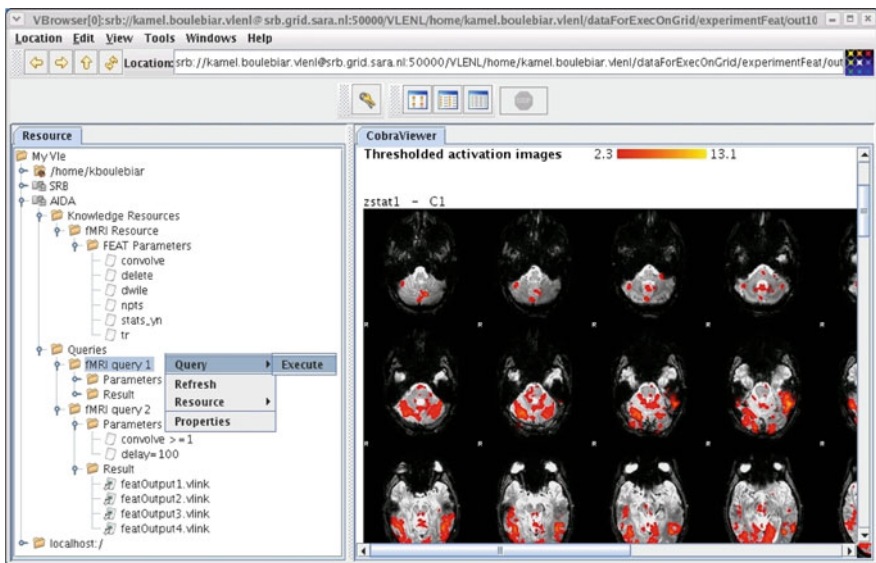 VBrowser[0]:srb://kamel.boulebiar.vlenl@srb.grid.sara.nl:50000/VLENL/home/kamel.boulebiar.vlenl/dataForExecOnGrid/experimentFeat/out10
Location Edit View Tools Windows Help
Location: srb://kamel.boulebiar.vlenl@srb.grid.sara.nl:50000/VLENL/home/kamel.boulebiar.vlenl/dataForExecOnGrid/experimentFeat/out
Resource
My Vle
/home/kboulebiar
SRB
AIDA
Knowledge Resources
fMRI Resource
FEAT Parameters
convolve
delete
dwile
npts
stats_yn
tr
Queries
fMRI query 1
Parameters
Result
fMRI query 2
Parameters
convolve >=1
delay=100
Result
featOutput1.vlink
featOutput2.vlink
featOutput3.vlink
featOutput4.vlink
localhost:/
Query
Execute
Refresh
Resource
Properties
CobraViewer
Thresholded activation images 2.3 13.1
zstat1 - C1